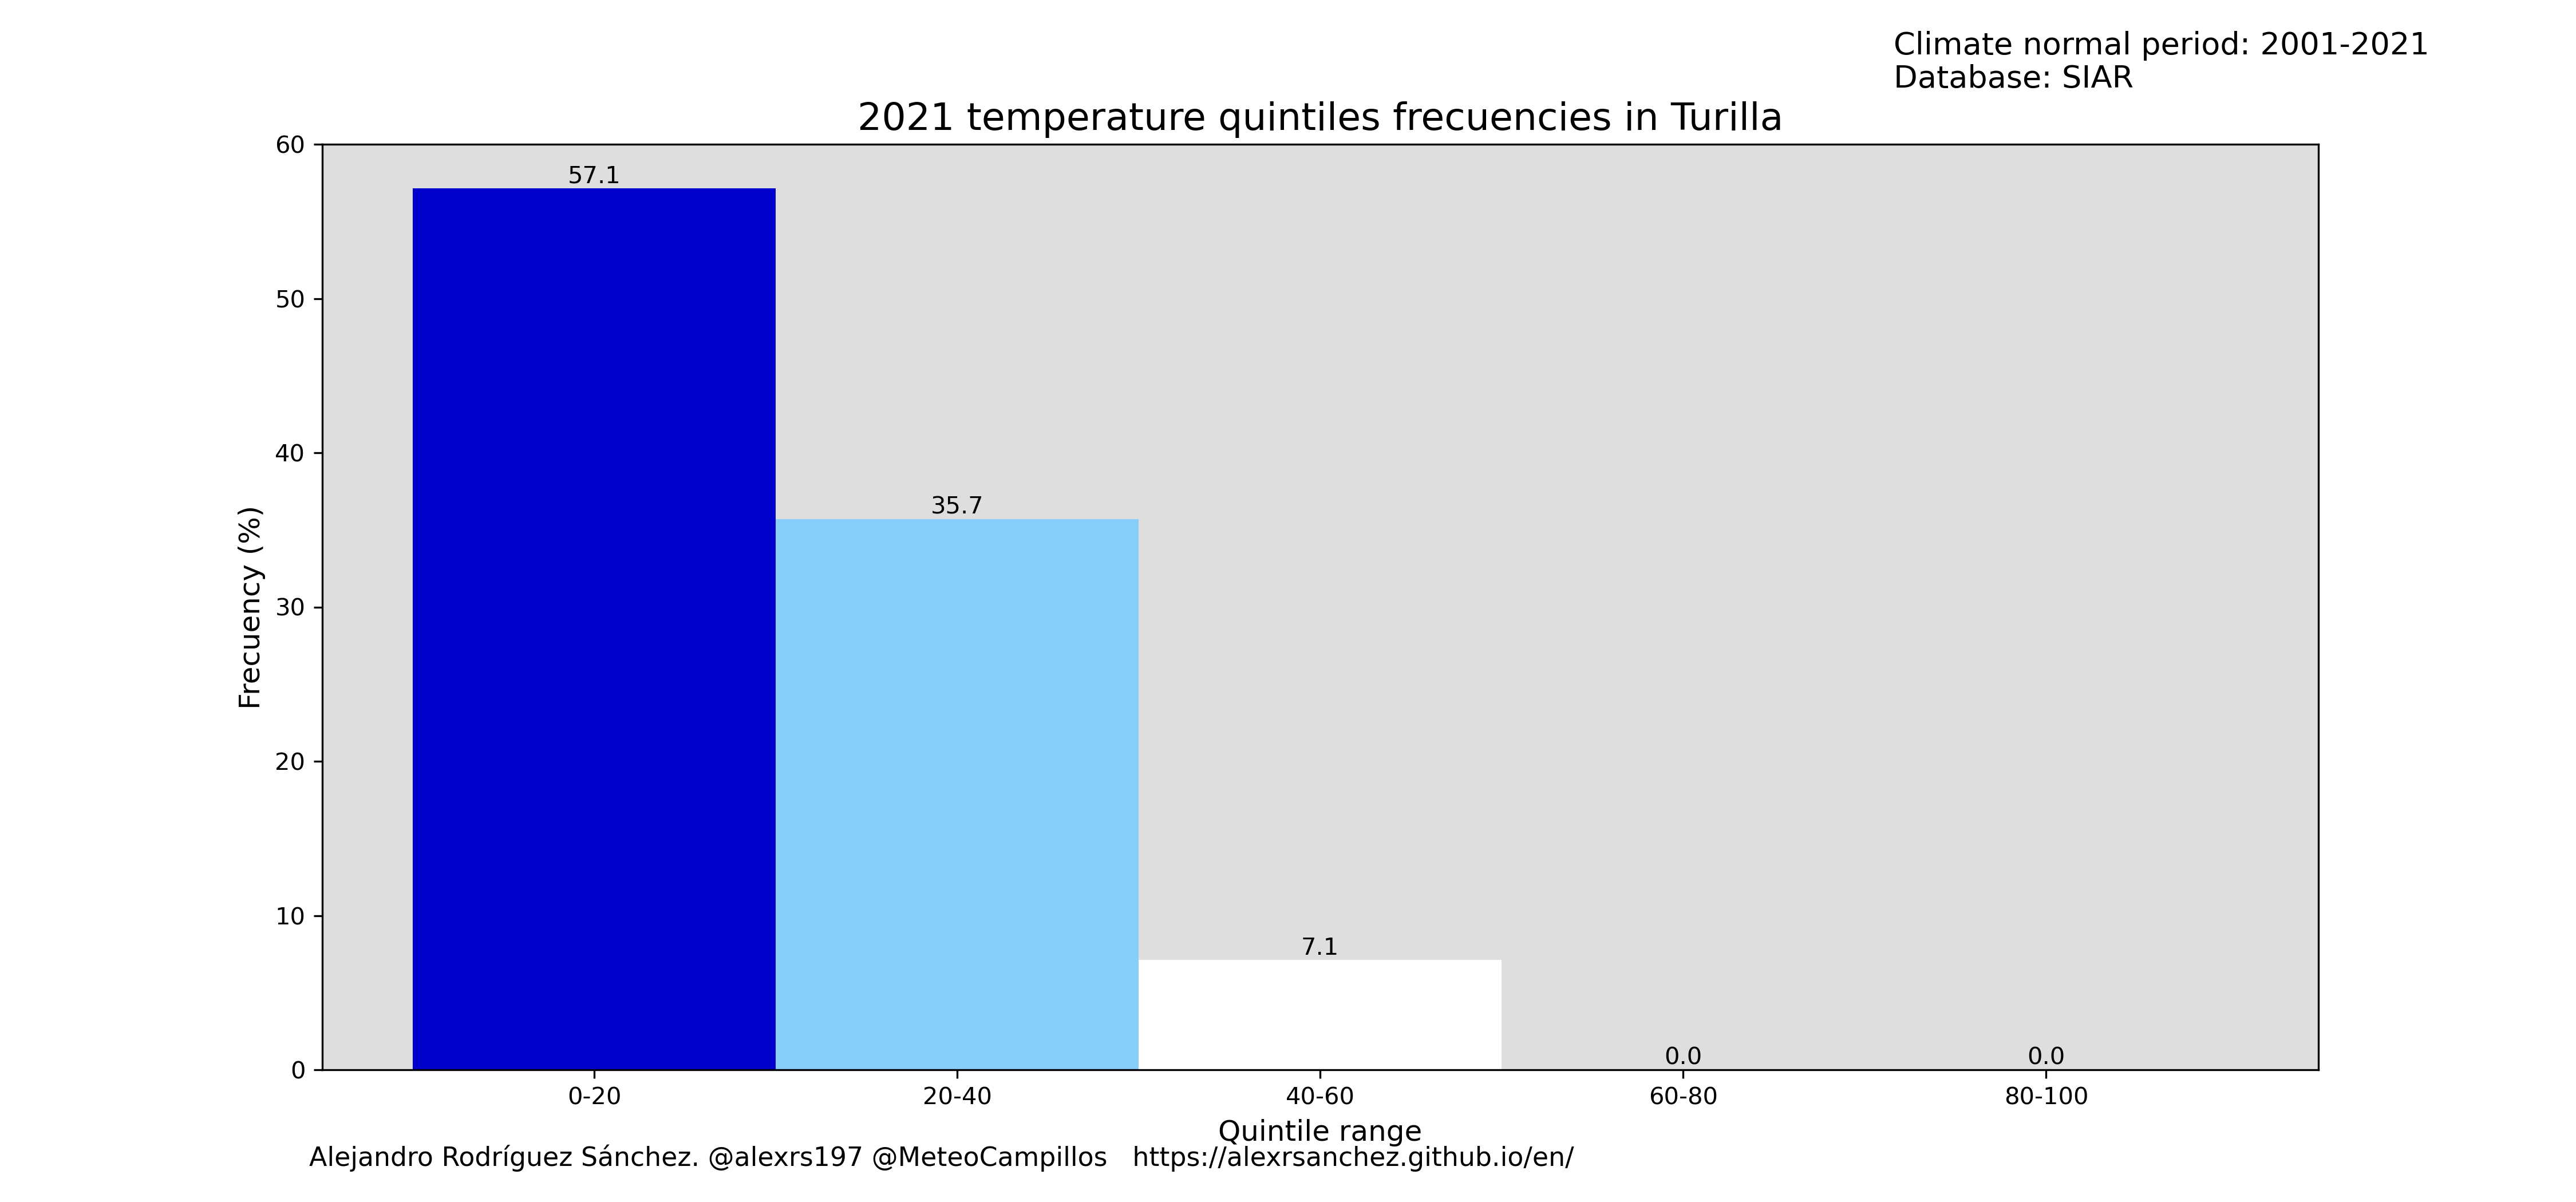 Climate normal period: 2001-2021
Database: SIAR
2021 temperature quintiles frecuencies in Turilla
60
50
40
30
20
10
0
Frecuency (%)
57.1
35.7
7.1
0.0
0.0
0-20
20-40
40-60
60-80
80-100
Quintile range
Alejandro Rodríguez Sánchez. @alexrs197 @MeteoCampillos https://alexrsanchez.github.io/en/